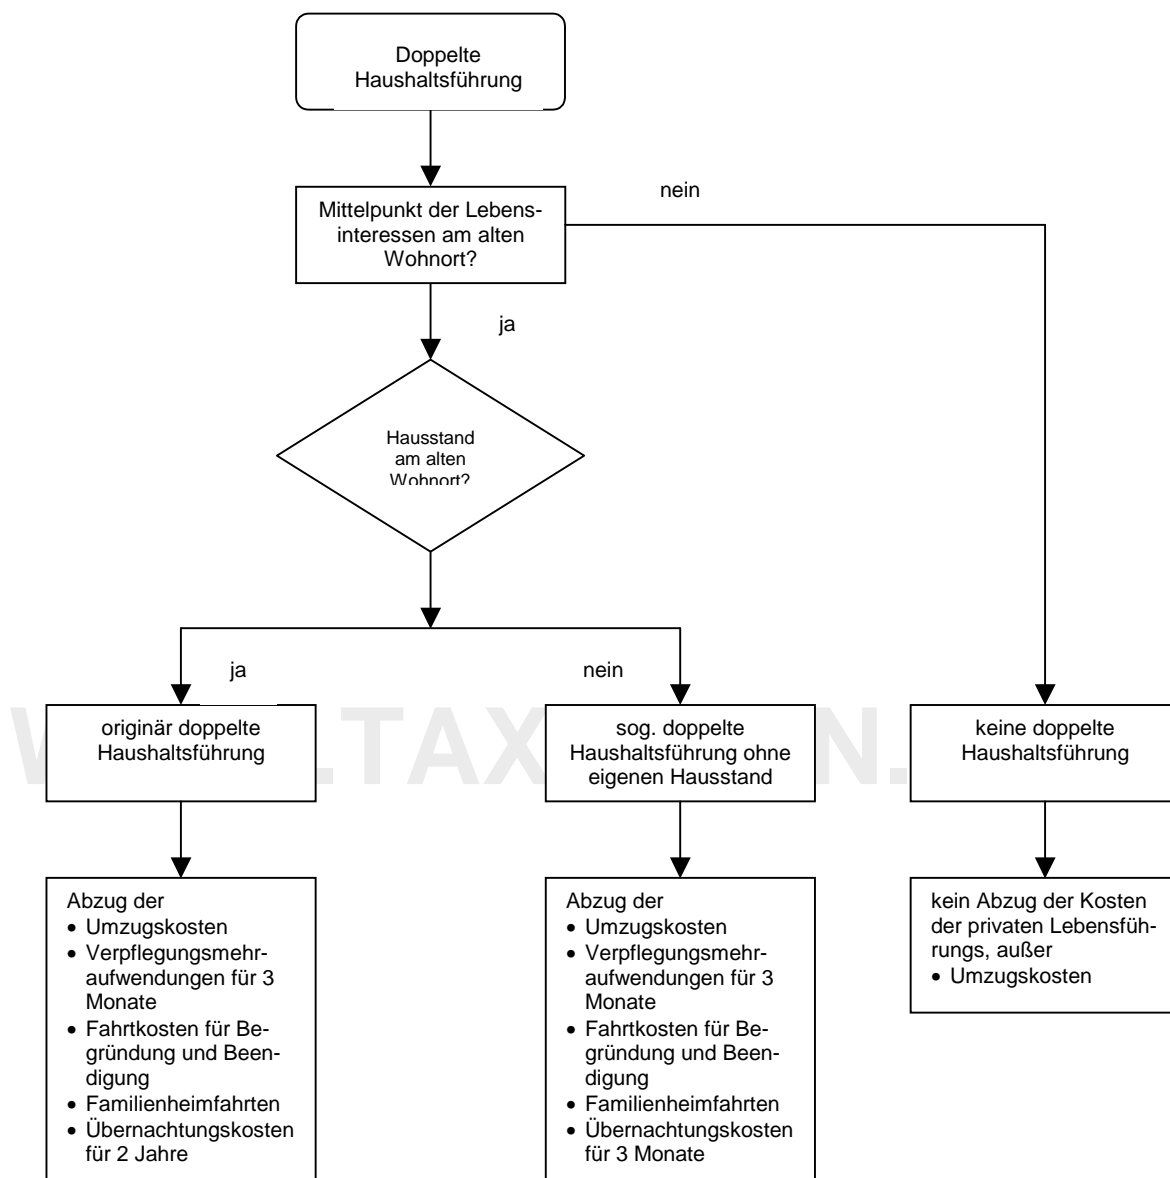 Doppelte
Haushaltsführung
nein
Mittelpunkt der Lebens-
interessen am alten
Wohnort?
ja
Hausstand
am alten
Wohnort?
ja
nein
originär doppelte
Haushaltsführung
sog. doppelte
Haushaltsführung ohne
eigenen Hausstand
keine doppelte
Haushaltsführung
Abzug der
• Umzugskosten
• Verpflegungsmehr-
aufwendungen für 3
Monate
• Fahrtkosten für Be-
gründung und Been-
digung
• Familienheimfahrten
• Übernachtungskosten
für 2 Jahre
Abzug der
• Umzugskosten
• Verpflegungsmehr-
aufwendungen für 3
Monate
• Fahrtkosten für Be-
gründung und Been-
digung
• Familienheimfahrten
• Übernachtungskosten
für 3 Monate
kein Abzug der Kosten
der privaten Lebensfüh-
rungs, außer
• Umzugskosten